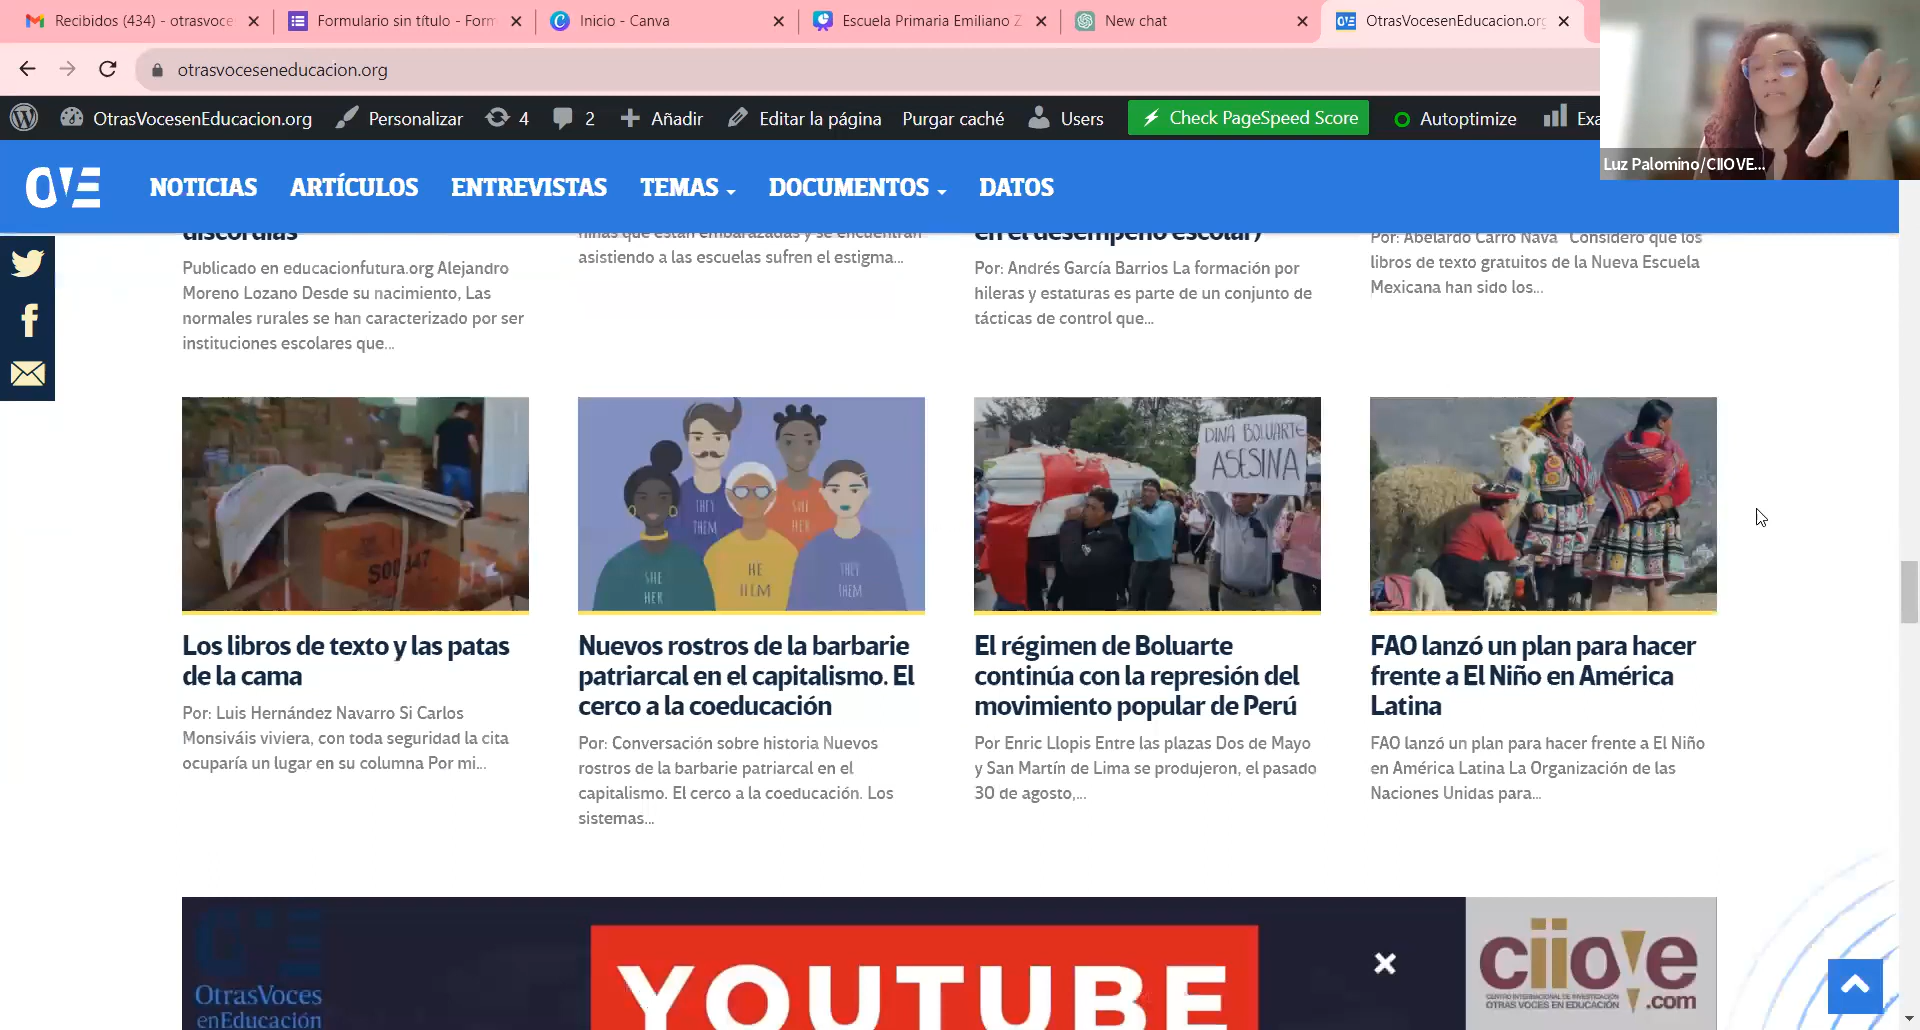 Recibidos (434) - otrasvoce
Formulario sin título - Form
Inicio - Canva
Escuela Primaria Emiliano Z
New chat
OtrasVocesenEducacion.org
otrasvoceseneducacion.org
OtrasVocesenEducacion.org
Personalizar
4
2
Añadir
Editar la página
Purgar caché
Users
Check PageSpeed Score
Autoptimize
Exa
Luz Palomino/CIIOVE...
OVE
NOTICIAS
ARTÍCULOS
ENTREVISTAS
TEMAS
DOCUMENTOS
DATOS
discordias
Publicado en educacionfutura.org Alejandro
Moreno Lozano Desde su nacimiento, Las
normales rurales se han caracterizado por ser
instituciones escolares que...
niñas que están embarazadas y se encuentran
asistiendo a las escuelas sufren el estigma...
en el desempeño escolar)
Por: Andrés García Barrios La formación por
hileras y estaturas es parte de un conjunto de
tácticas de control que...
Por: Abelardo Carro Nava "Considero que los
libros de texto gratuitos de la Nueva Escuela
Mexicana han sido los...
THEY
THEM
SHE
HER
SHE
HER
HE
THEM
THEY
THEM
DINA BOLUARTE
ASESINA
Los libros de texto y las patas
de la cama
Por: Luis Hernández Navarro Si Carlos
Monsiváis viviera, con toda seguridad la cita
ocuparía un lugar en su columna Por mi...
Nuevos rostros de la barbarie
patriarcal en el capitalismo. El
cerco a la coeducación
Por: Conversación sobre historia Nuevos
rostros de la barbarie patriarcal en el
capitalismo. El cerco a la coeducación. Los
sistemas...
El régimen de Boluarte
continúa con la represión del
movimiento popular de Perú
Por Enric Llopis Entre las plazas Dos de Mayo
y San Martín de Lima se produjeron, el pasado
30 de agosto,...
FAO lanzó un plan para hacer
frente a El Niño en América
Latina
FAO lanzó un plan para hacer frente a El Niño
en América Latina La Organización de las
Naciones Unidas para...
OVE
OtrasVoces
enEducación
YOUTUBE
ciiove
CENTRO INTERNACIONAL DE INVESTIGACIÓN
OTRAS VOCES EN EDUCACIÓN
.com